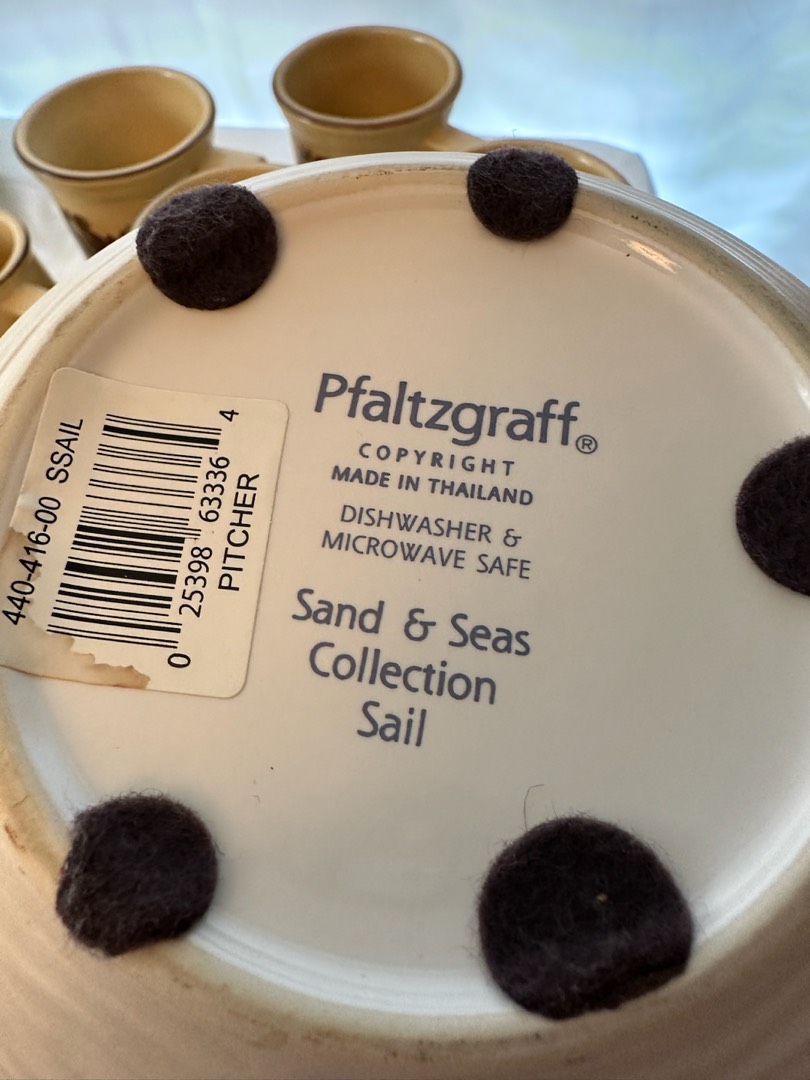 Pfaltzgraff®
COPYRIGHT
MADE IN THAILAND
DISHWASHER &
MICROWAVE SAFE
Sand & Seas
Collection
Sail
440-416-00 SSAIL
0 25398 63336 4
PITCHER